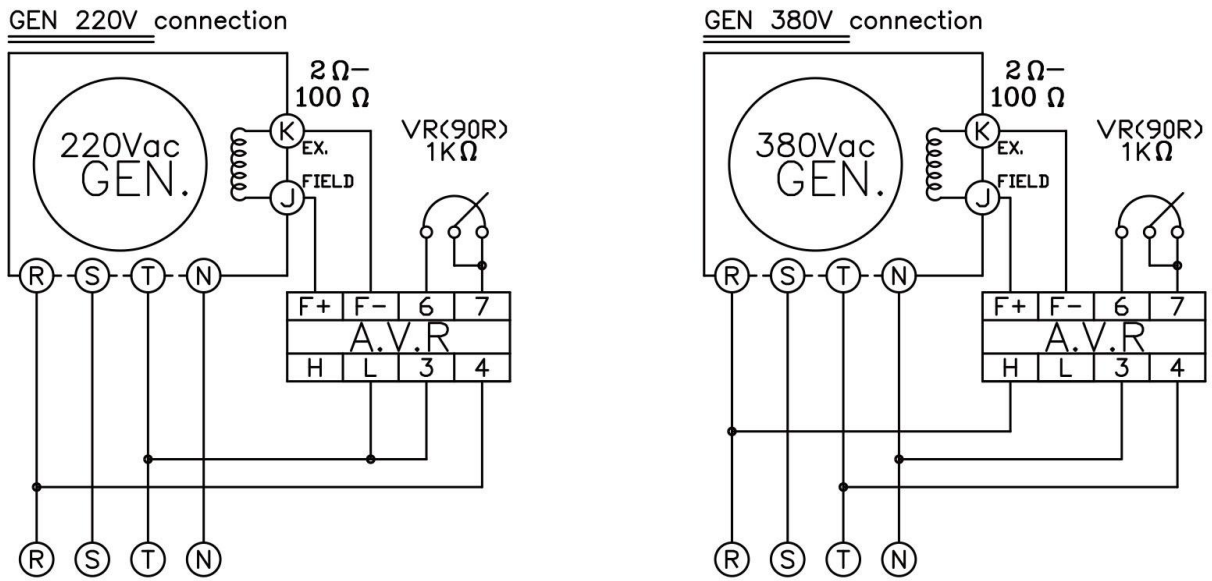 GEN 220V connection
2Ω-
100 Ω
220Vac
GEN.
K
EX.
FIELD
J
VR(90R)
1KΩ
R S T N
F+ F- 6 7
A.V.R
H L 3 4
R S T N
GEN 380V connection
2Ω-
100 Ω
380Vac
GEN.
K
EX.
FIELD
J
VR(90R)
1KΩ
R S T N
F+ F- 6 7
A.V.R
H L 3 4
R S T N